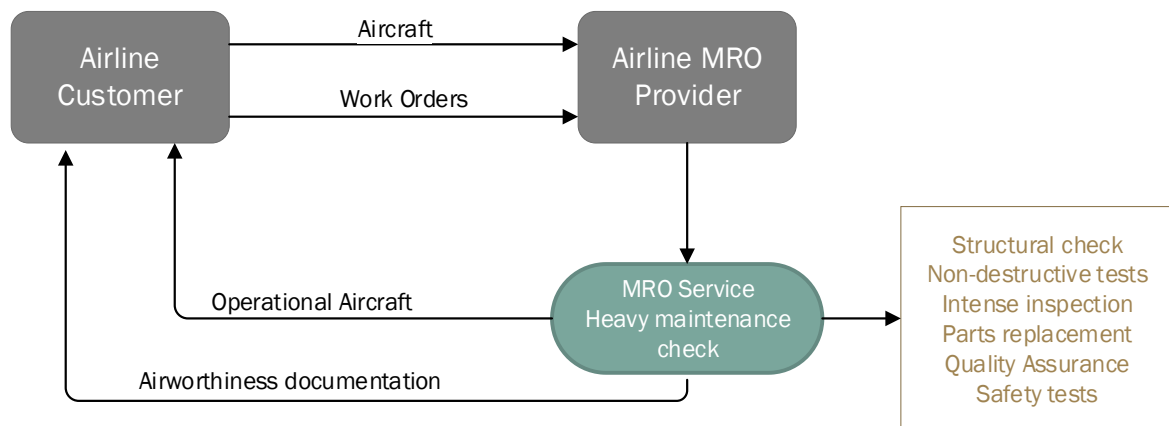 Airline
Customer
Aircraft
Work Orders
Airline MRO
Provider
Operational Aircraft
MRO Service
Heavy maintenance
check
Airworthiness documentation
Structural check
Non-destructive tests
Intense inspection
Parts replacement
Quality Assurance
Safety tests